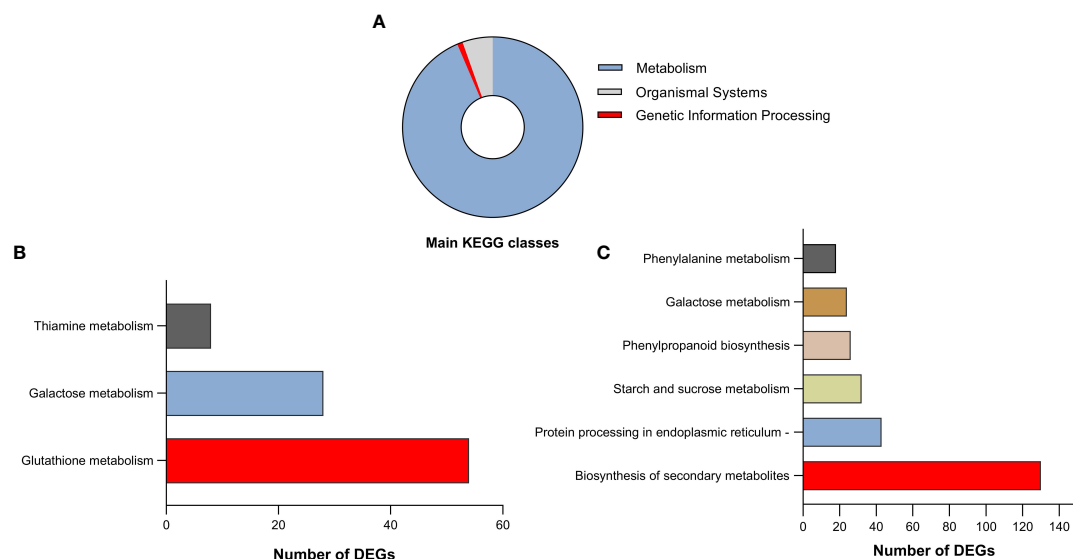 A
Metabolism
Organismal Systems
Genetic Information Processing
Main KEGG classes
B
Thiamine metabolism
Galactose metabolism
Glutathione metabolism
0 20 40 60
Number of DEGs
C
Phenylalanine metabolism
Galactose metabolism
Phenylpropanoid biosynthesis
Starch and sucrose metabolism
Protein processing in endoplasmic reticulum -
Biosynthesis of secondary metabolites
0 20 40 60 80 100 120 140
Number of DEGs